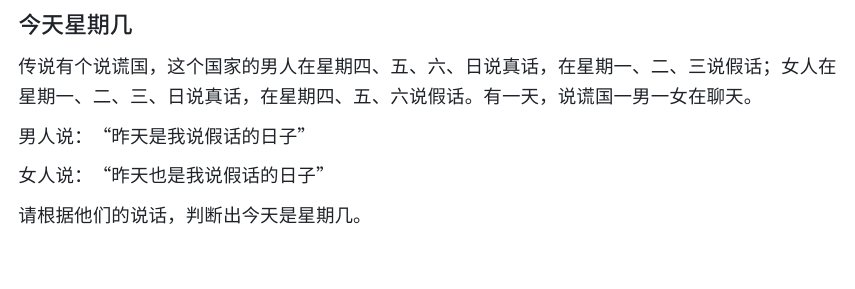 今天星期几
传说有个说谎国，这个国家的男人在星期四、五、六、日说真话，在星期一、二、三说假话；女人在
星期一、二、三、日说真话，在星期四、五、六说假话。有一天，说谎国一男一女在聊天。
男人说：“昨天是我说假话的日子”
女人说：“昨天也是我说假话的日子”
请根据他们的说话，判断出今天是星期几。